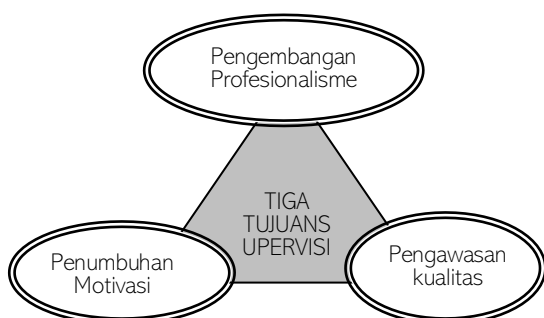 Pengembangan
Profesionalisme
TIGA
TUJUANS
UPERVISI
Penumbuhan
Motivasi
Pengawasan
kualitas